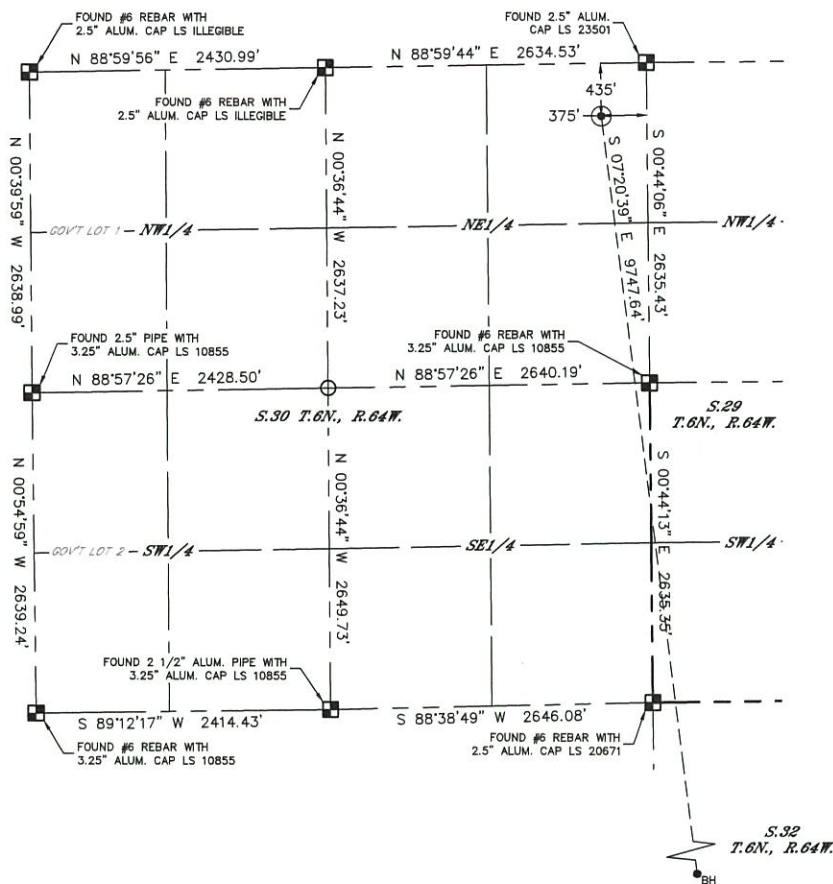 FOUND #6 REBAR WITH
2.5" ALUM. CAP LS ILLEGIBLE
FOUND 2.5" ALUM.
CAP LS 23501
N 88°59'56" E 2430.99'
N 88°59'44" E 2634.53'
FOUND #6 REBAR WITH
2.5" ALUM. CAP LS ILLEGIBLE
435'
375'
N 00°39'59" W 2638.99'
N 00°36'44" W 2637.23'
S 07°20'39" E 9747.64'
S 00°44'06" E 2635.43'
GOV'T LOT 1
NW1/4
NE1/4
NW1/4
FOUND 2.5" PIPE WITH
3.25" ALUM. CAP LS 10855
FOUND #6 REBAR WITH
3.25" ALUM. CAP LS 10855
N 88°57'26" E 2428.50'
N 88°57'26" E 2640.19'
S.30 T.6N., R.64W.
S.29
T.6N., R.64W.
N 00°54'59" W 2639.24'
N 00°36'44" W 2649.73'
S 00°44'13" E 2635.35'
GOV'T LOT 2
SW1/4
SE1/4
SW1/4
FOUND 2 1/2" ALUM. PIPE WITH
3.25" ALUM. CAP LS 10855
S 89°12'17" W 2414.43'
S 88°38'49" W 2646.08'
FOUND #6 REBAR WITH
3.25" ALUM. CAP LS 10855
FOUND #6 REBAR WITH
2.5" ALUM. CAP LS 20671
S.32
T.6N., R.64W.
BH